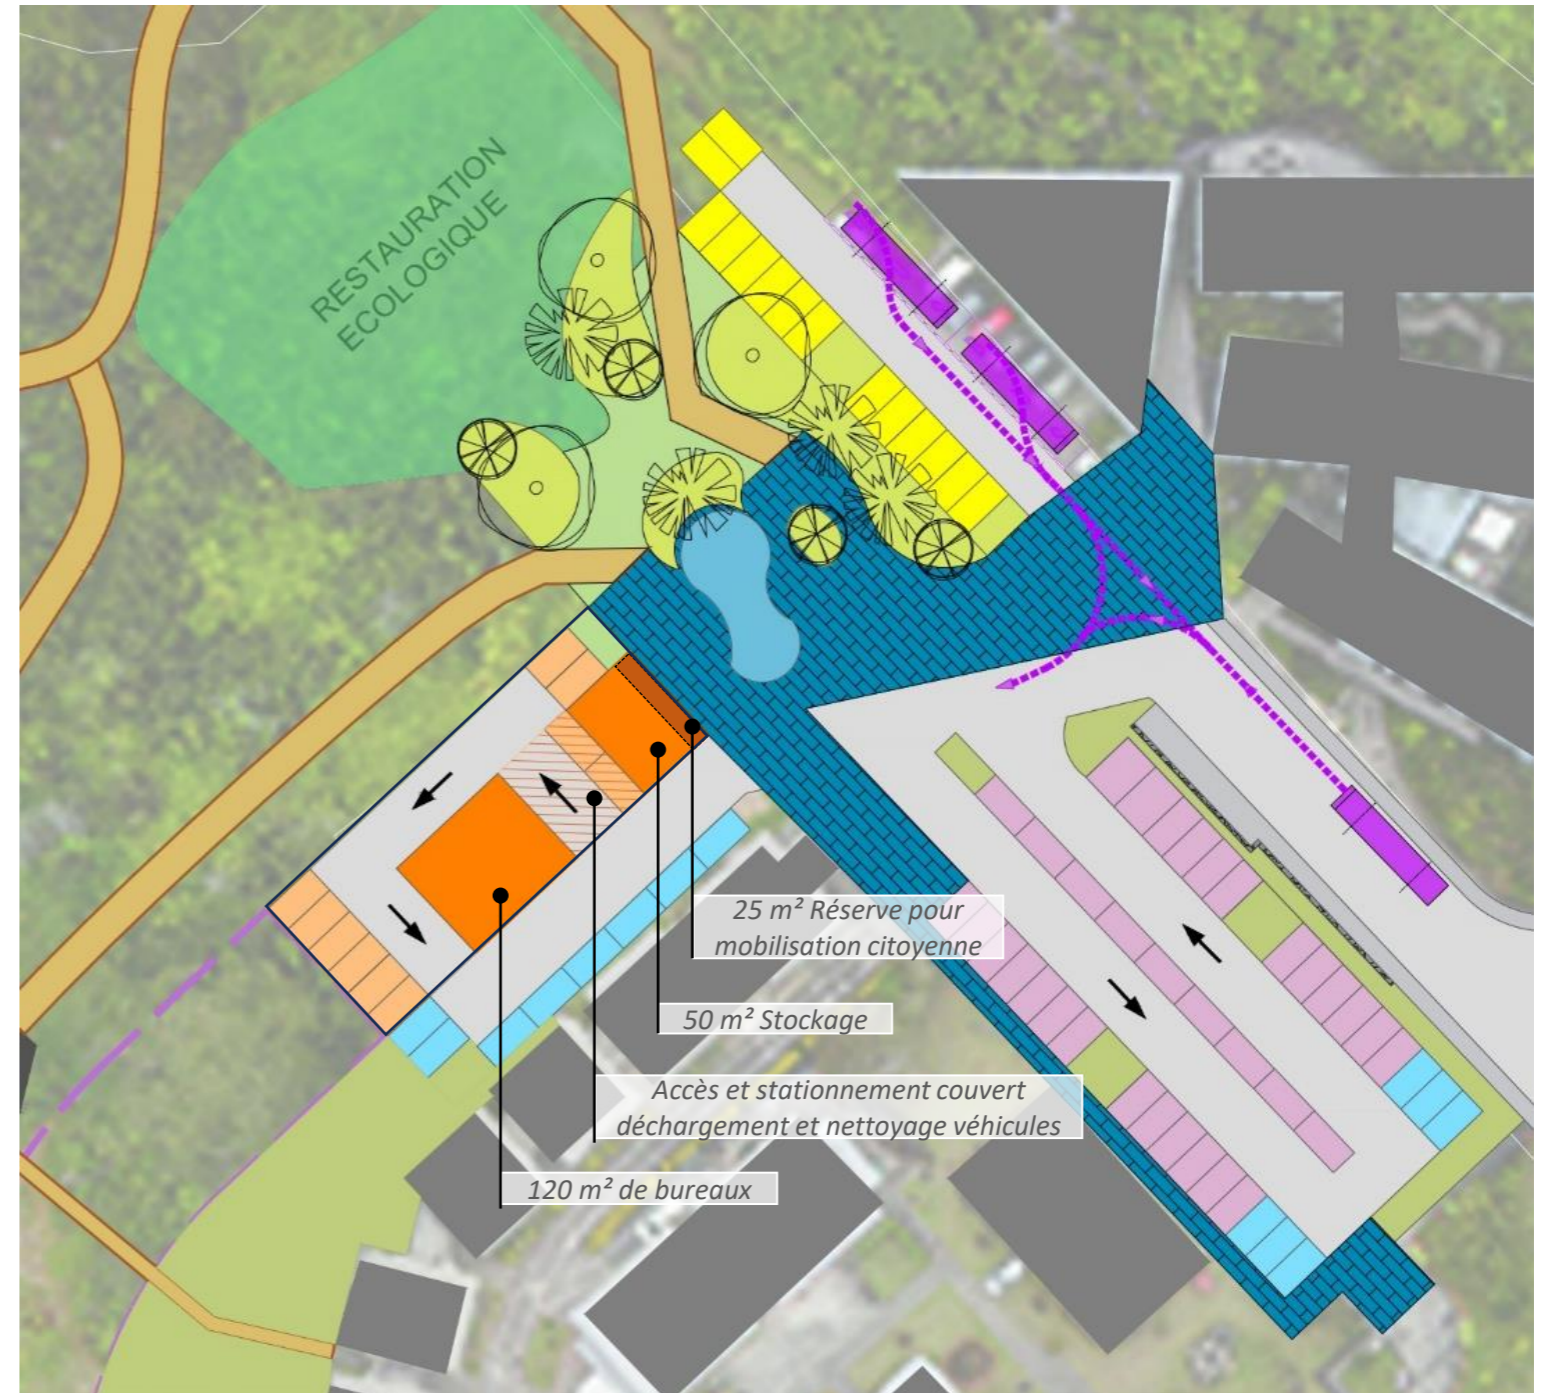 RESTAURATION
ECOLOGIQUE
25 m² Réserve pour
mobilisation citoyenne
50 m² Stockage
Accès et stationnement couvert
déchargement et nettoyage véhicules
120 m² de bureaux